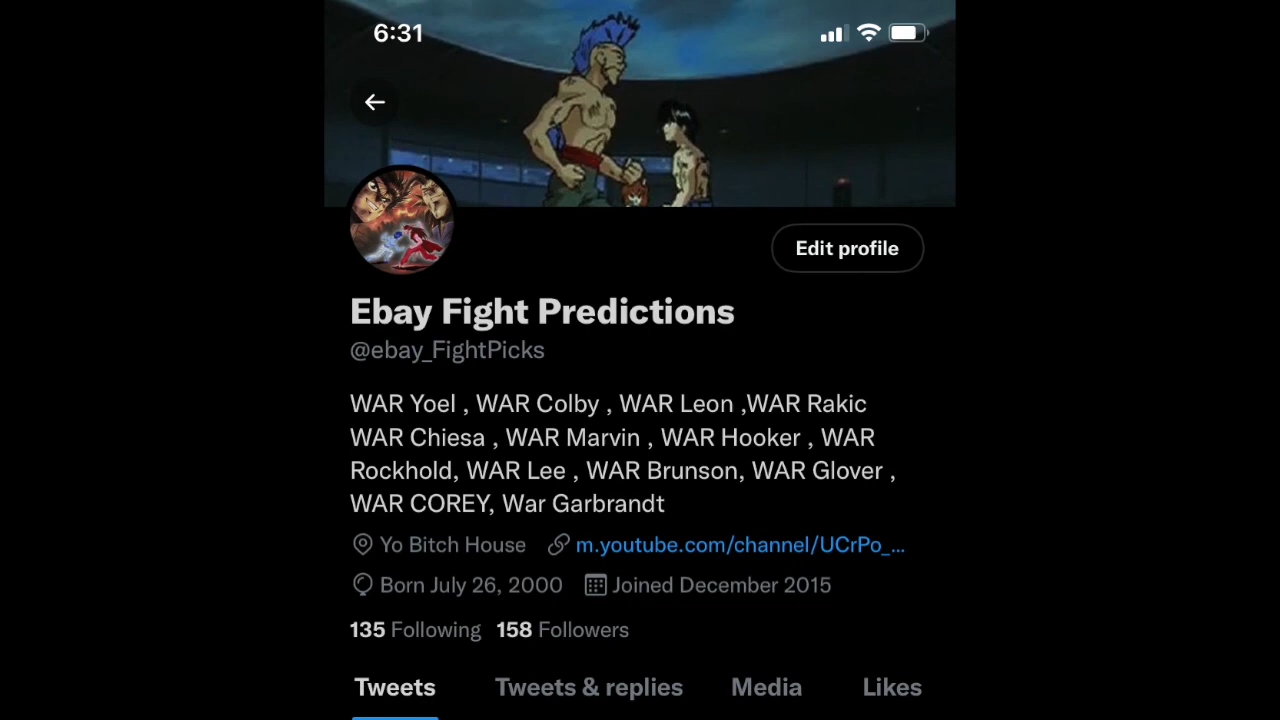 6:31
Edit profile
Ebay Fight Predictions
@ebay_FightPicks
WAR Yoel , WAR Colby , WAR Leon ,WAR Rakic
WAR Chiesa , WAR Marvin , WAR Hooker , WAR
Rockhold, WAR Lee , WAR Brunson, WAR Glover ,
WAR COREY, War Garbrandt
Yo Bitch House m.youtube.com/channel/UCrPo_...
Born July 26, 2000 Joined December 2015
135 Following 158 Followers
Tweets Tweets & replies Media Likes